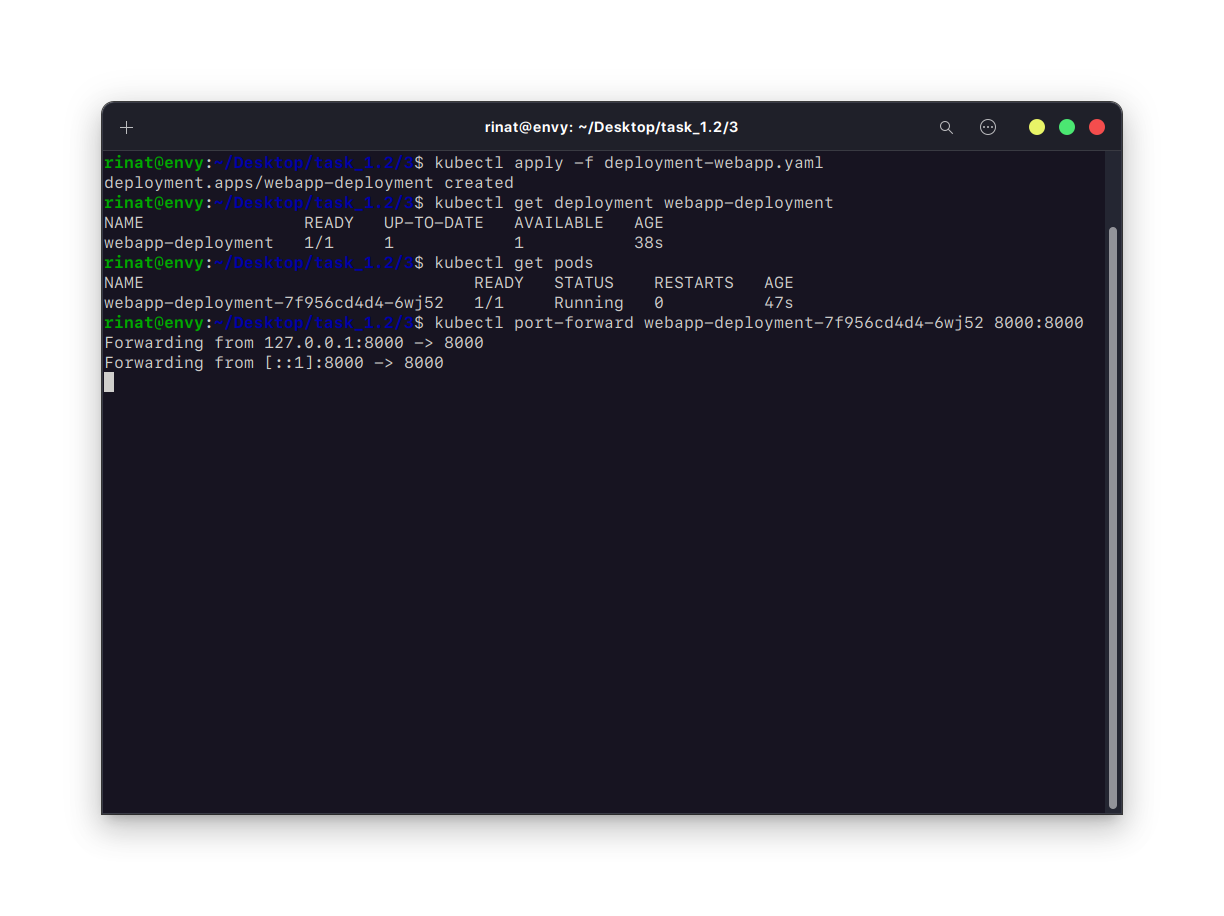 rinat@envy: ~/Desktop/task_1.2/3
rinat@envy:~/Desktop/task_1.2/3$ kubectl apply -f deployment-webapp.yaml
deployment.apps/webapp-deployment created
rinat@envy:~/Desktop/task_1.2/3$ kubectl get deployment webapp-deployment
NAME                READY   UP-TO-DATE   AVAILABLE   AGE
webapp-deployment   1/1     1            1           38s
rinat@envy:~/Desktop/task_1.2/3$ kubectl get pods
NAME                                 READY   STATUS    RESTARTS   AGE
webapp-deployment-7f956cd4d4-6wj52   1/1     Running   0          47s
rinat@envy:~/Desktop/task_1.2/3$ kubectl port-forward webapp-deployment-7f956cd4d4-6wj52 8000:8000
Forwarding from 127.0.0.1:8000 -> 8000
Forwarding from [::1]:8000 -> 8000